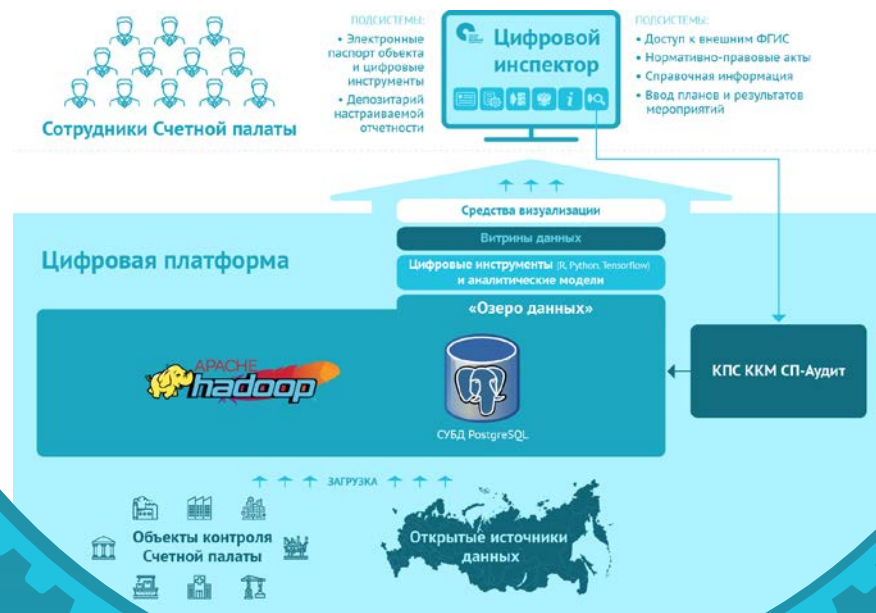 ПОДСИСТЕМЫ:
• Электронные
паспорт объекта
и цифровые
инструменты
• Депозитарий
настраиваемой
отчетности
Цифровой
инспектор
ПОДСИСТЕМЫ:
• Доступ к внешним ФГИС
• Нормативно-правовые акты
• Справочная информация
• Ввод планов и результатов
мероприятий
Сотрудники Счетной палаты
Средства визуализации
Витрины данных
Цифровые инструменты (R, Python, Tensorflow)
и аналитические модели
Цифровая платформа
«Озеро данных»
APACHE
hadoop
СУБД PostgreSQL
КПС ККМ СП-Аудит
ЗАГРУЗКА
Объекты контроля
Счетной палаты
Открытые источники
данных